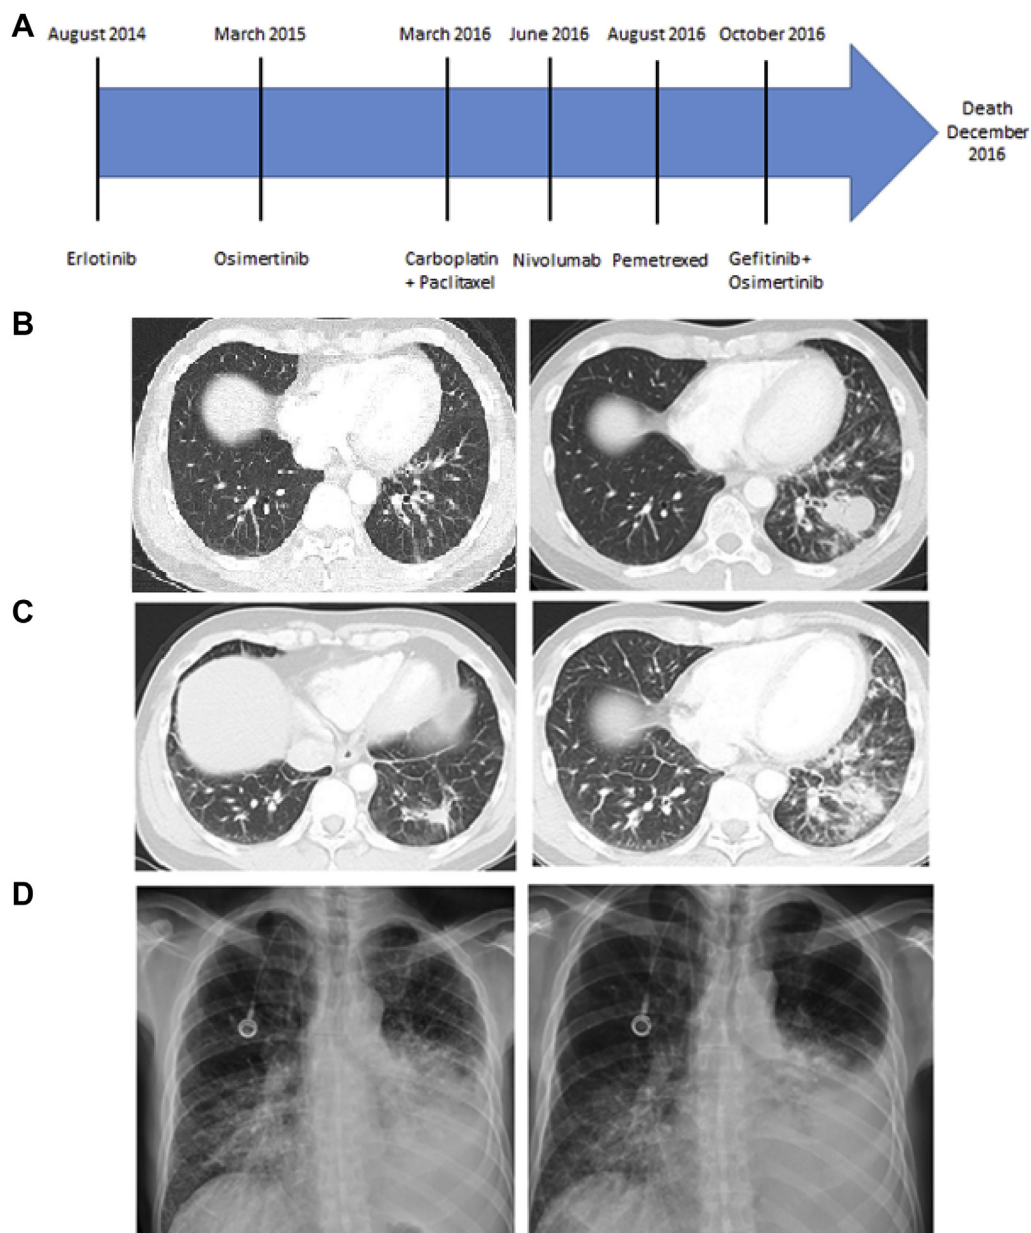 A
August 2014 March 2015 March 2016 June 2016 August 2016 October 2016
Death
December
2016
Erlotinib Osimertinib Carboplatin Nivolumab Pemetrexed Gefitinib+
+ Paclitaxel Osimertinib
B
C
D